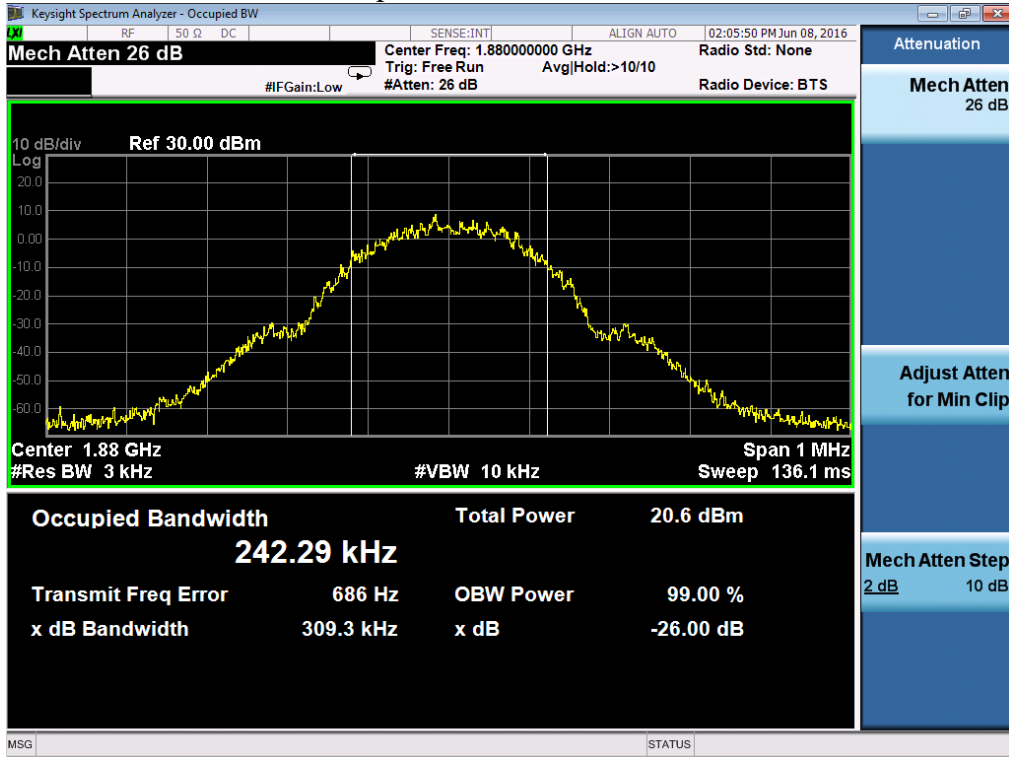 Keysight Spectrum Analyzer - Occupied BW
LXI RF 50 Ω DC SENSE:INT ALIGN AUTO 02:05:50 PM Jun 08, 2016
Mech Atten 26 dB
Center Freq: 1.880000000 GHz
Radio Std: None
Trig: Free Run Avg|Hold:>10/10
#IFGain:Low
#Atten: 26 dB
Radio Device: BTS
10 dB/div Ref 30.00 dBm
Log
20.0
10.0
0.00
-10.0
-20.0
-30.0
-40.0
-50.0
-60.0
Center 1.88 GHz Span 1 MHz
#Res BW 3 kHz #VBW 10 kHz Sweep 136.1 ms
Occupied Bandwidth Total Power 20.6 dBm
242.29 kHz
Transmit Freq Error 686 Hz OBW Power 99.00 %
x dB Bandwidth 309.3 kHz x dB -26.00 dB
MSG STATUS
Attenuation
Mech Atten
26 dB
Adjust Atten
for Min Clip
Mech Atten Step
2 dB 10 dB